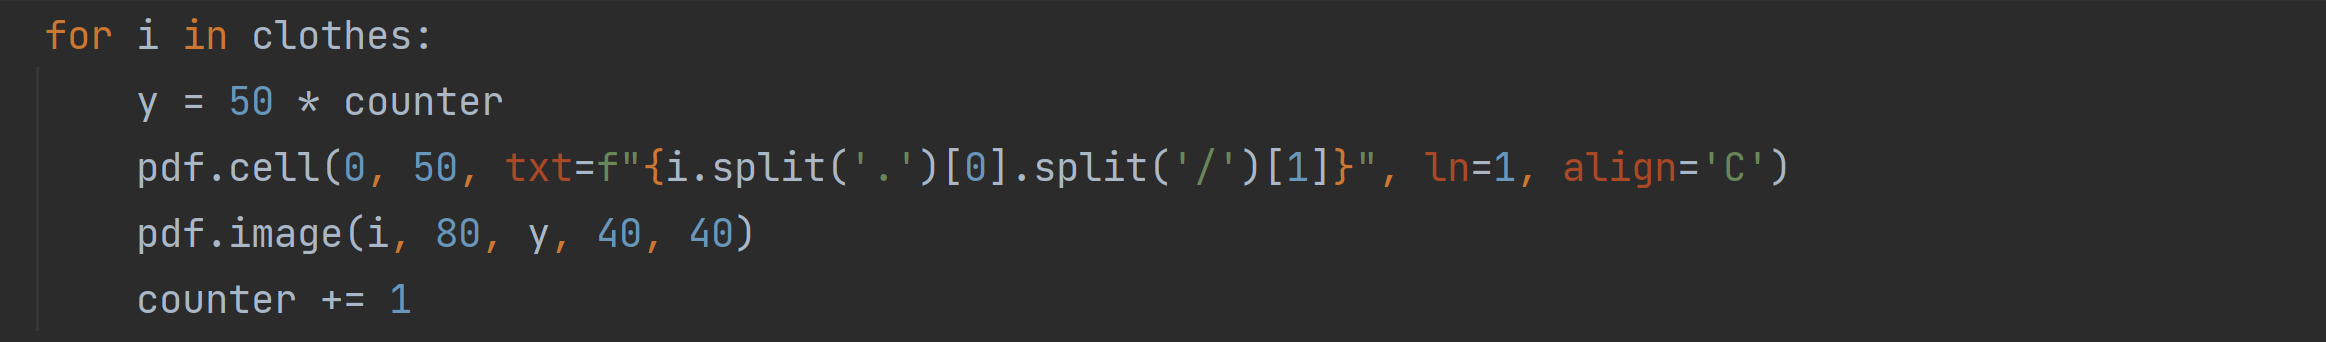 for i in clothes:
    y = 50 * counter
    pdf.cell(0, 50, txt=f"{i.split('.')[0].split('/')[1]}", ln=1, align='C')
    pdf.image(i, 80, y, 40, 40)
    counter += 1